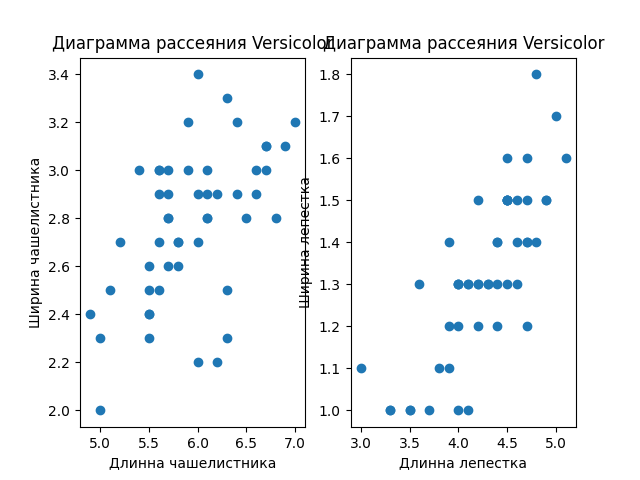 Диаграмма рассеяния Versicolor
Диаграмма рассеяния Versicolor
3.4
3.2
3.0
2.8
2.6
2.4
2.2
2.0
Ширина чашелистника
5.0 5.5 6.0 6.5 7.0
Длинна чашелистника
1.8
1.7
1.6
1.5
1.4
1.3
1.2
1.1
1.0
Ширина лепестка
3.0 3.5 4.0 4.5 5.0
Длинна лепестка